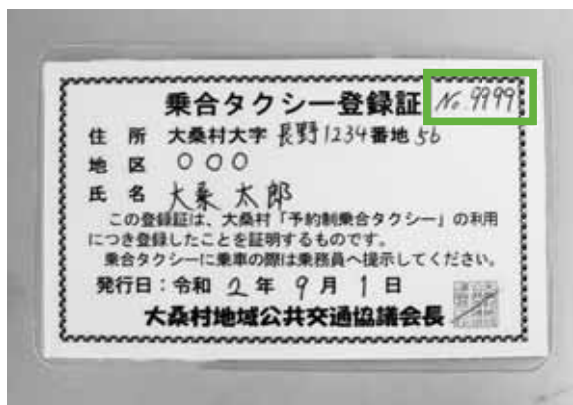 乗合タクシー登録証 No.9999
住所 大桑村大字長野1234番地56
地区 〇〇〇
氏名 大桑 太郎
この登録証は、大桑村「予約制乗合タクシー」の利用
につき登録したことを証明するものです。
乗合タクシーに乗車の際は乗務員へ提示してください。
発行日：令和2年9月1日
大桑村地域公共交通協議会長